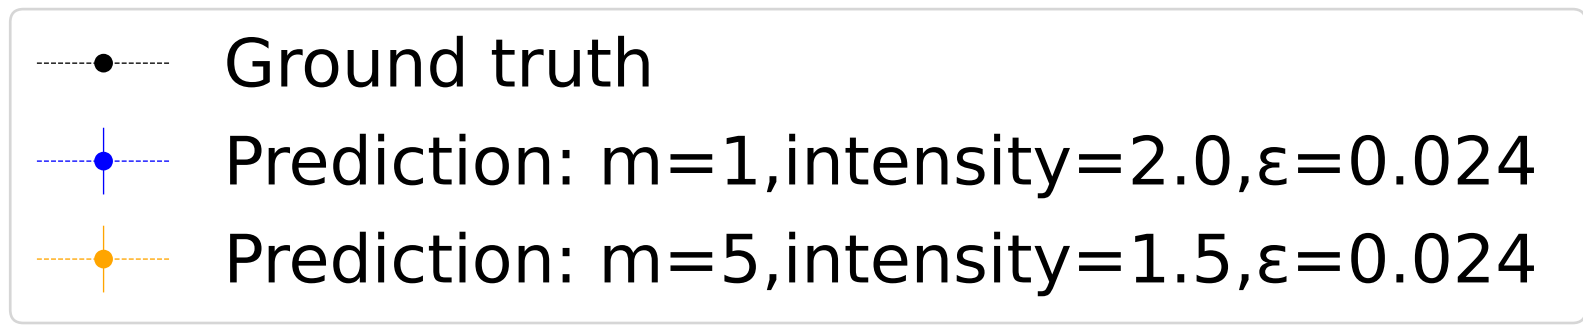 Ground truth
Prediction: m=1,intensity=2.0,ε=0.024
Prediction: m=5,intensity=1.5,ε=0.024